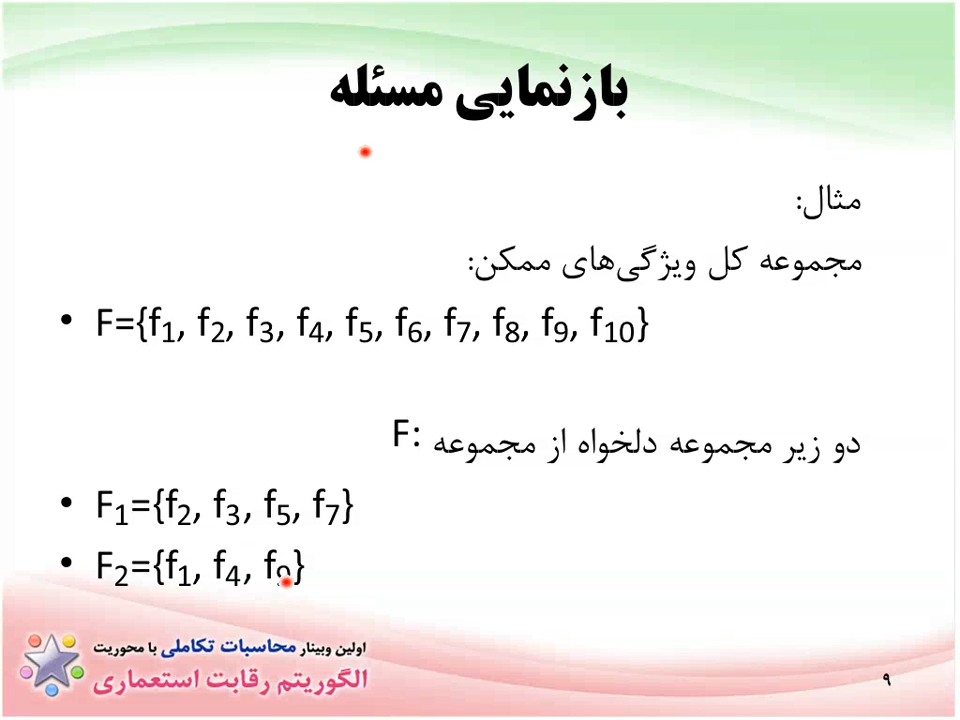 بازنمایی مسئله
مثال:
مجموعه کل ویژگی‌های ممکن:
• F={f₁, f₂, f₃, f₄, f₅, f₆, f₇, f₈, f₉, f₁₀}
دو زیر مجموعه دلخواه از مجموعه F:
• F₁={f₂, f₃, f₅, f₇}
• F₂={f₁, f₄, f₉}
اولین وبینار محاسبات تکاملی با محوریت
الگوریتم رقابت استعماری
۹